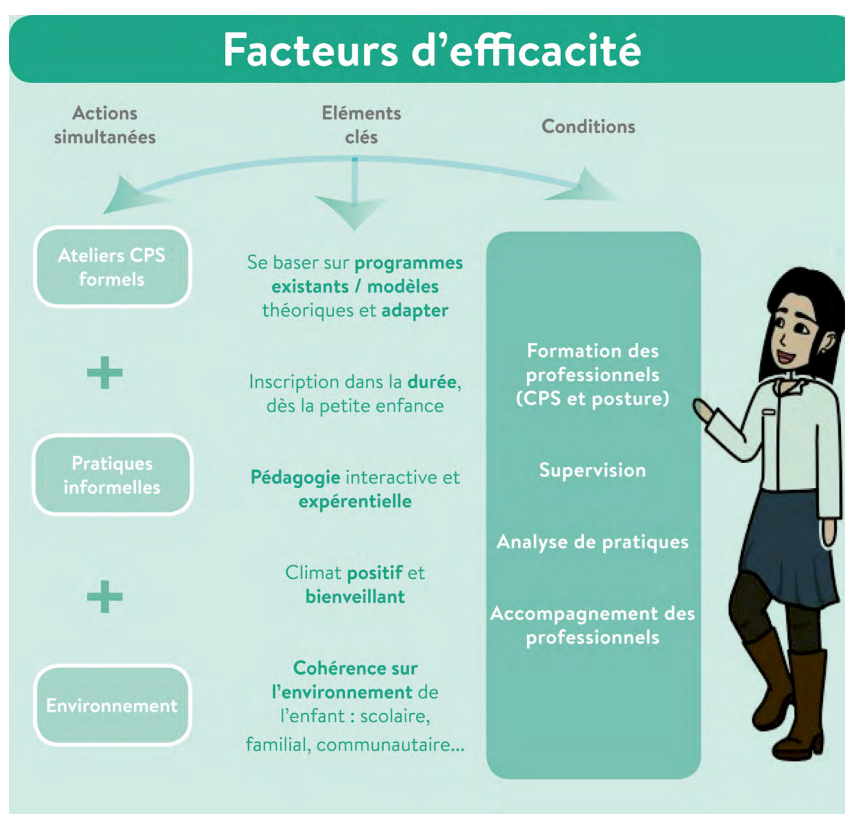 Facteurs d'efficacité
Actions
simultanées
Eléments
clés
Conditions
Ateliers CPS
formels
+
Pratiques
informelles
+
Environnement
Se baser sur programmes
existants / modèles
théoriques et adapter
Inscription dans la durée,
dès la petite enfance
Pédagogie interactive et
expérentielle
Climat positif et
bienveillant
Cohérence sur
l'environnement de
l'enfant : scolaire,
familial, communautaire...
Formation des
professionnels
(CPS et posture)
Supervision
Analyse de pratiques
Accompagnement des
professionnels